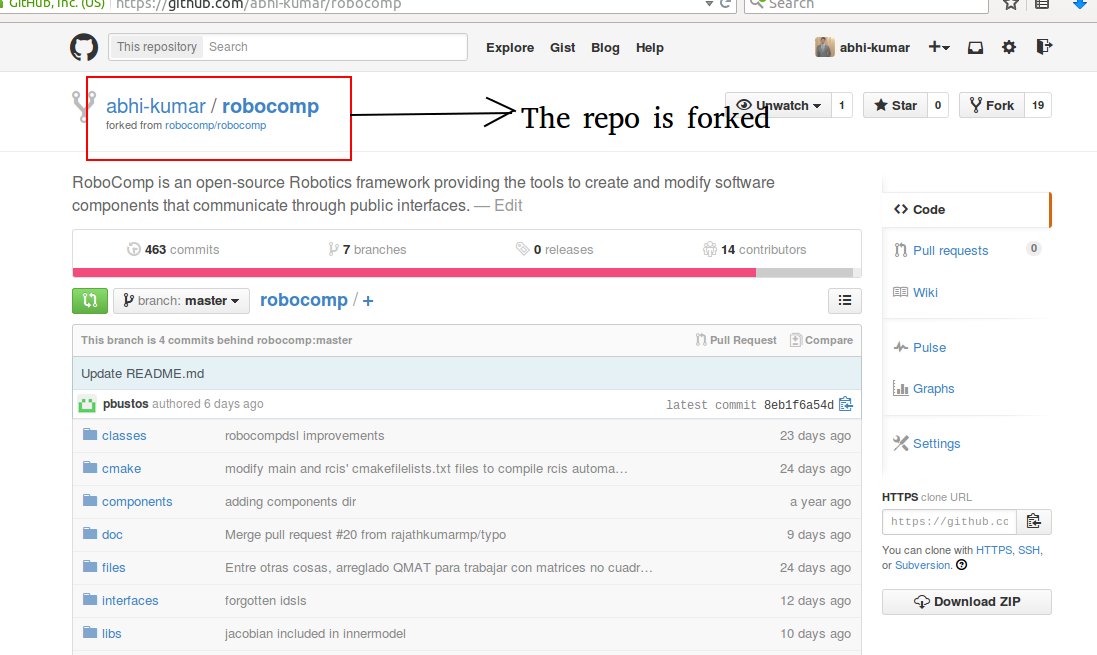 GitHub, Inc. (US) https://github.com/abhi-kumar/robocomp Search
This repository Search Explore Gist Blog Help abhi-kumar
abhi-kumar / robocomp
forked from robocomp/robocomp
The repo is forked
Unwatch 1 Star 0 Fork 19
RoboComp is an open-source Robotics framework providing the tools to create and modify software
components that communicate through public interfaces. — Edit
463 commits 7 branches 0 releases 14 contributors
branch: master robocomp / +
This branch is 4 commits behind robocomp:master Pull Request Compare
Update README.md
pbustos authored 6 days ago latest commit 8eb1f6a54d
classes robocompdsl improvements 23 days ago
cmake modify main and rcis' cmakefilelists.txt files to compile rcis automa… 24 days ago
components adding components dir a year ago
doc Merge pull request #20 from rajathkumarmp/typo 9 days ago
files Entre otras cosas, arreglado QMAT para trabajar con matrices no cuadr… 24 days ago
interfaces forgotten idsls 12 days ago
libs jacobian included in innermodel 10 days ago
Code
Pull requests 0
Wiki
Pulse
Graphs
Settings
HTTPS clone URL
https://github.cc
You can clone with HTTPS, SSH,
or Subversion.
Download ZIP